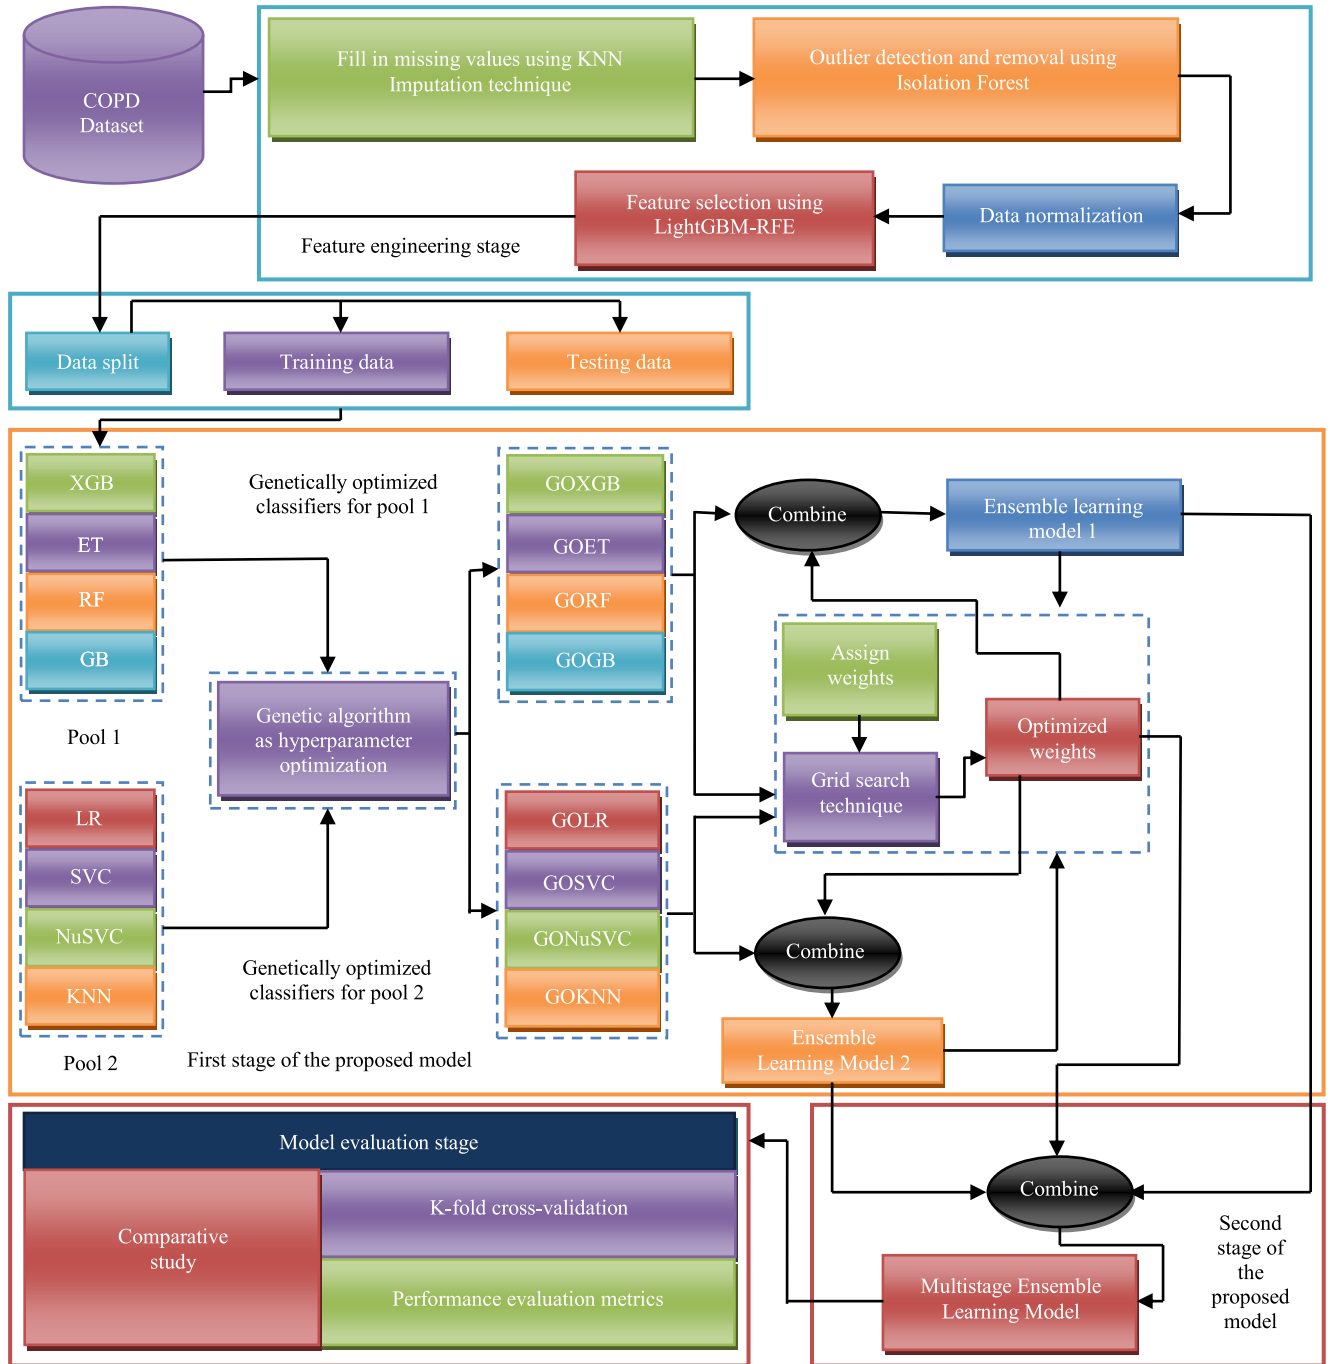 COPD
Dataset
Fill in missing values using KNN
Imputation technique
Outlier detection and removal using
Isolation Forest
Feature selection using
LightGBM-RFE
Data normalization
Feature engineering stage
Data split
Training data
Testing data
XGB
ET
RF
GB
Pool 1
Genetically optimized
classifiers for pool 1
Genetic algorithm
as hyperparameter
optimization
LR
SVC
NuSVC
KNN
Pool 2
Genetically optimized
classifiers for pool 2
First stage of the proposed model
GOXGB
GOET
GORF
GOGB
GOLR
GOSVC
GONuSVC
GOKNN
Combine
Ensemble learning
model 1
Assign
weights
Grid search
technique
Optimized
weights
Combine
Ensemble
Learning Model 2
Model evaluation stage
Comparative
study
K-fold cross-validation
Performance evaluation metrics
Combine
Multistage Ensemble
Learning Model
Second
stage of
the
proposed
model